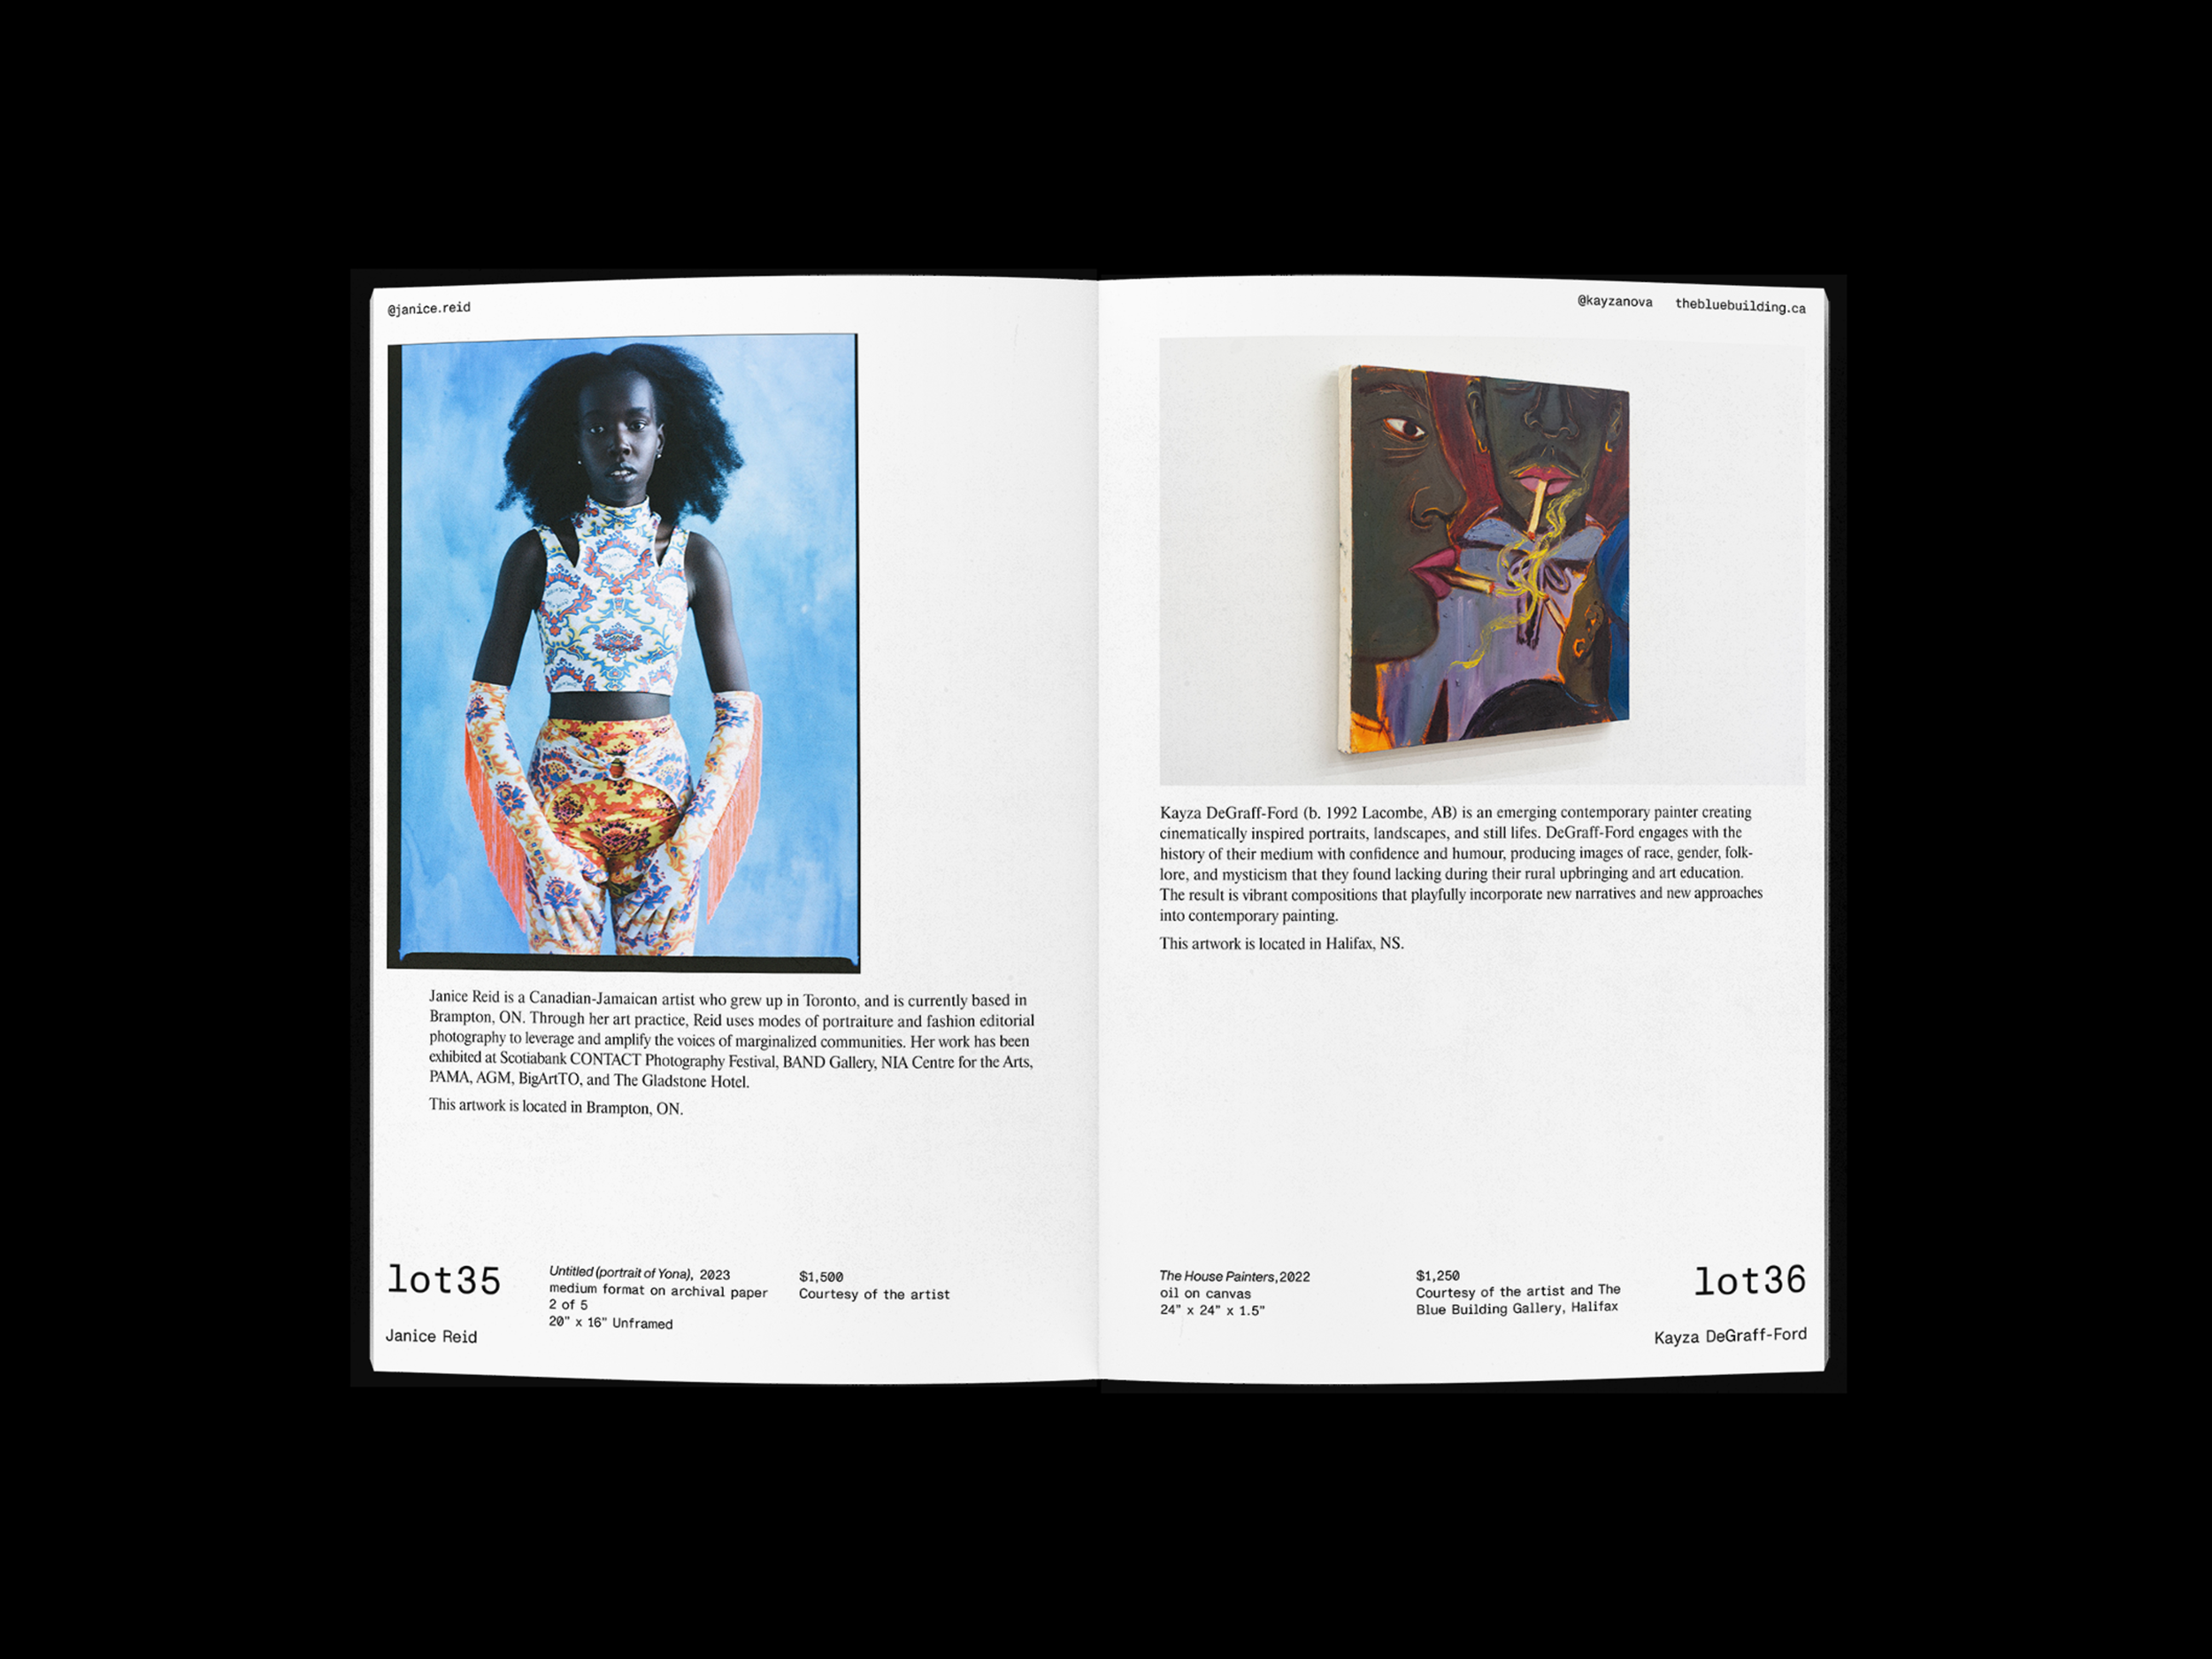 @janice.reid
Janice Reid is a Canadian-Jamaican artist who grew up in Toronto, and is currently based in
Brampton, ON. Through her art practice, Reid uses modes of portraiture and fashion editorial
photography to leverage and amplify the voices of marginalized communities. Her work has been
exhibited at Scotiabank CONTACT Photography Festival, BAND Gallery, NIA Centre for the Arts,
PAMA, AGM, BigArtTO, and The Gladstone Hotel.
This artwork is located in Brampton, ON.
lot35
Janice Reid
Untitled (portrait of Yona), 2023
medium format on archival paper
2 of 5
20" x 16" Unframed
$1,500
Courtesy of the artist
@kayzanova thebluebuilding.ca
Kayza DeGraff-Ford (b. 1992 Lacombe, AB) is an emerging contemporary painter creating
cinematically inspired portraits, landscapes, and still lifes. DeGraff-Ford engages with the
history of their medium with confidence and humour, producing images of race, gender, folk-
lore, and mysticism that they found lacking during their rural upbringing and art education.
The result is vibrant compositions that playfully incorporate new narratives and new approaches
into contemporary painting.
This artwork is located in Halifax, NS.
The House Painters,2022
oil on canvas
24" x 24" x 1.5"
$1,250
Courtesy of the artist and The
Blue Building Gallery, Halifax
lot36
Kayza DeGraff-Ford